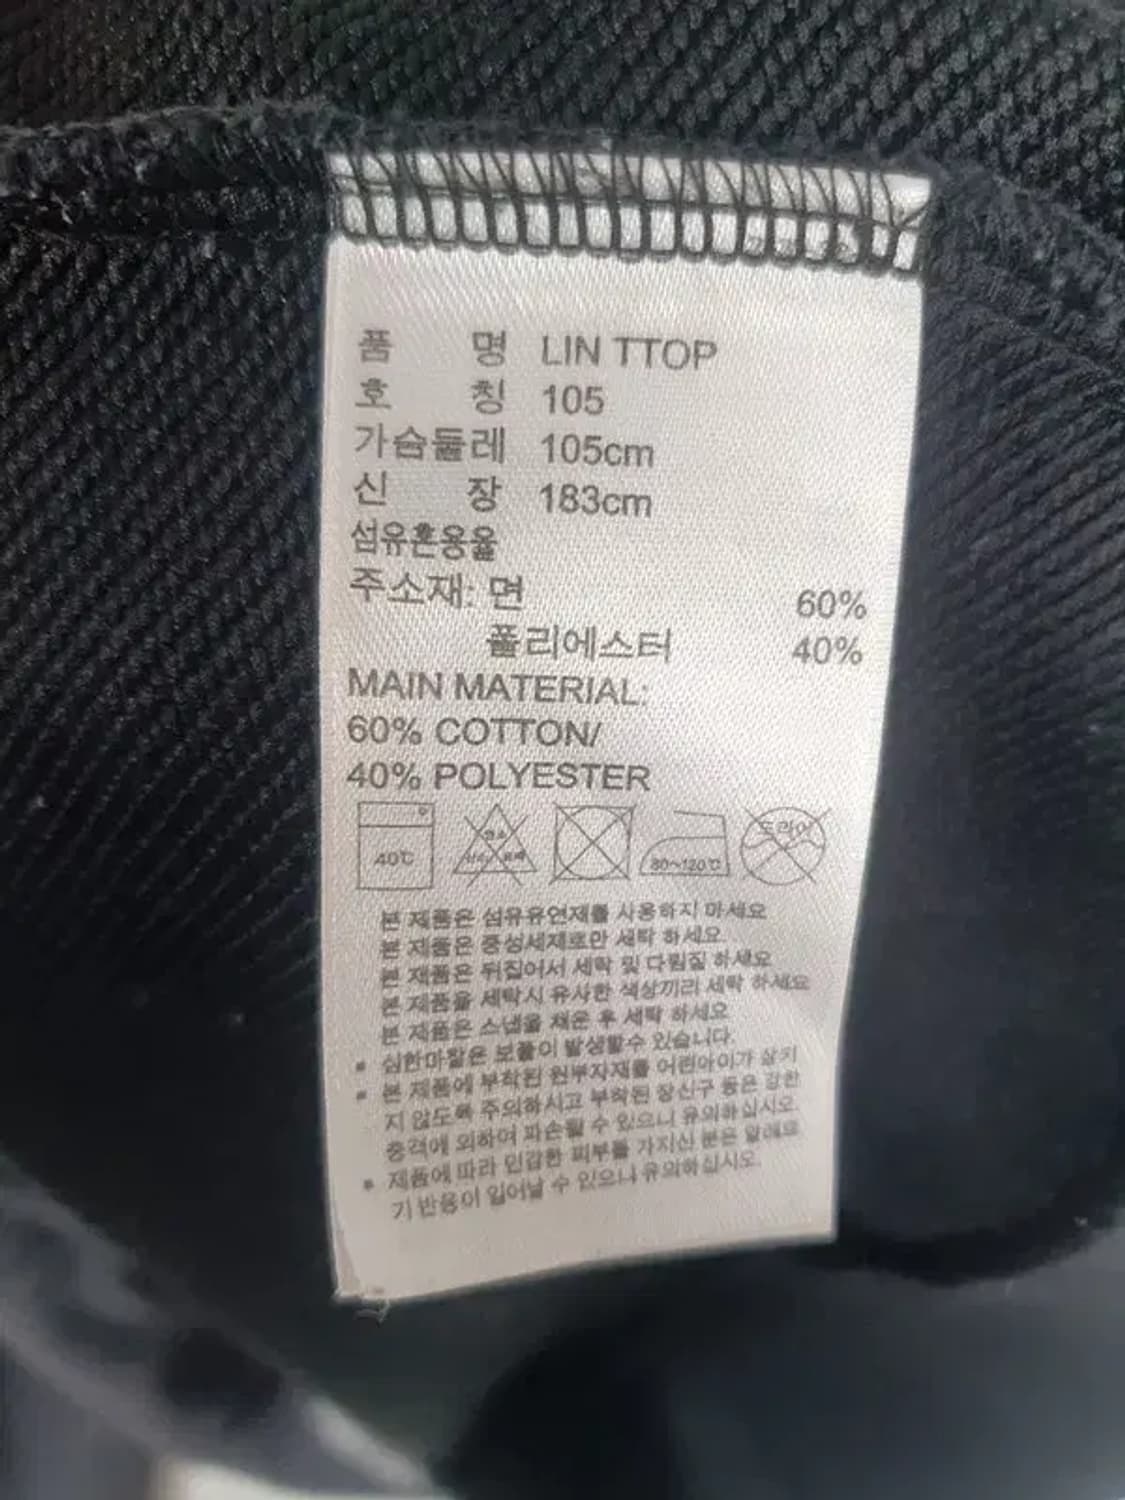 품 명 LIN TTOP
호 칭 105
가슴둘레 105cm
신 장 183cm
섬유혼용율
주소재: 면 60%
폴리에스터 40%
MAIN MATERIAL:
60% COTTON/
40% POLYESTER
40℃ 80~120℃ 드라이
본 제품은 섬유유연제를 사용하지 마세요
본 제품은 중성세제로만 세탁 하세요.
본 제품은 뒤집어서 세탁 및 다림질 하세요
본 제품을 세탁시 유사한 색상끼리 세탁 하세요
본 제품은 스냅을 채운 후 세탁 하세요
• 심한마찰은 보풀이 발생할수 있습니다.
• 본 제품에 부착된 원부자재를 어린아이가 삼키
지 않도록 주의하시고 부착된 장신구 등은 강한
충격에 의하여 파손될 수 있으니 유의하십시오.
• 제품에 따라 민감한 피부를 가지신 분은 알레르
기 반응이 일어날 수 있으니 유의하십시오.